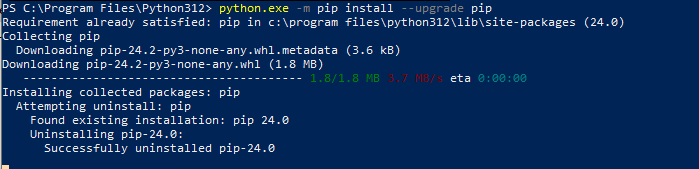 PS C:\Program Files\Python312> python.exe -m pip install --upgrade pip
Requirement already satisfied: pip in c:\program files\python312\lib\site-packages (24.0)
Collecting pip
  Downloading pip-24.2-py3-none-any.whl.metadata (3.6 kB)
Downloading pip-24.2-py3-none-any.whl (1.8 MB)
   ---------------------------------------- 1.8/1.8 MB 3.7 MB/s eta 0:00:00
Installing collected packages: pip
  Attempting uninstall: pip
    Found existing installation: pip 24.0
    Uninstalling pip-24.0:
      Successfully uninstalled pip-24.0